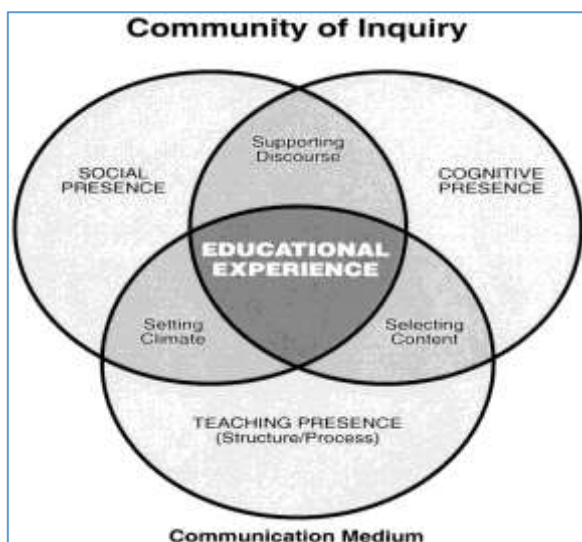 Community of Inquiry
Supporting
Discourse
SOCIAL
PRESENCE
COGNITIVE
PRESENCE
EDUCATIONAL
EXPERIENCE
Setting
Climate
Selecting
Content
TEACHING PRESENCE
(Structure/Process)
Communication Medium